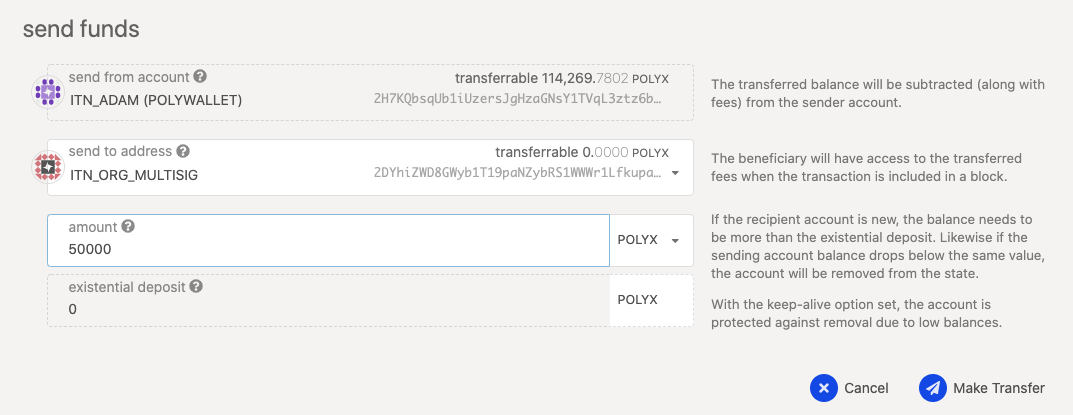 send funds
send from account
transferrable 114,269.7802 POLYX
ITN_ADAM (POLYWALLET)
2H7KQbsqUb1iUzersJgHzaGNsY1TVqL3ztz6b…
The transferred balance will be subtracted (along with
fees) from the sender account.
send to address
transferrable 0.0000 POLYX
ITN_ORG_MULTISIG
2DYhiZWD8GWyb1T19paNZybRS1WWWr1Lfkupa…
The beneficiary will have access to the transferred
fees when the transaction is included in a block.
amount
50000
POLYX
If the recipient account is new, the balance needs to
be more than the existential deposit. Likewise if the
sending account balance drops below the same value,
the account will be removed from the state.
existential deposit
0
POLYX
With the keep-alive option set, the account is
protected against removal due to low balances.
Cancel
Make Transfer